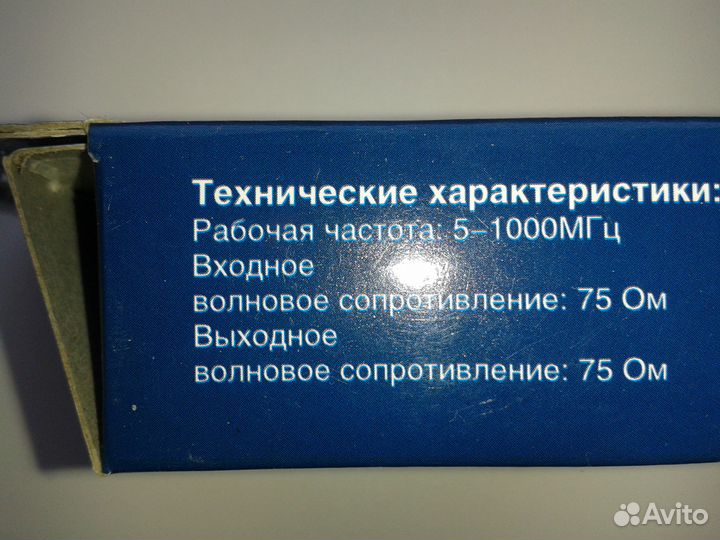 Технические характеристики:
Рабочая частота: 5–1000МГц
Входное
волновое сопротивление: 75 Ом
Выходное
волновое сопротивление: 75 Ом
Avito